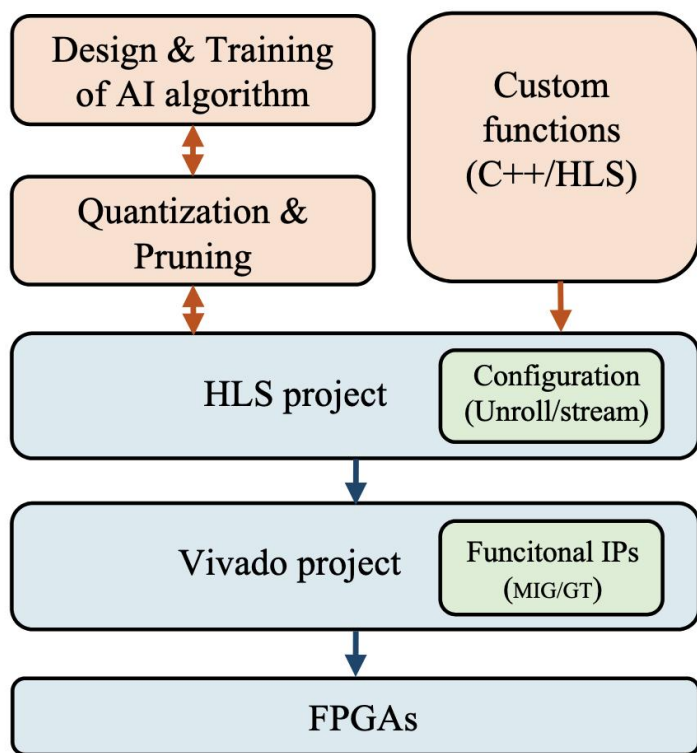 Design & Training
of AI algorithm
Custom
functions
(C++/HLS)
Quantization &
Pruning
HLS project
Configuration
(Unroll/stream)
Vivado project
Funcitonal IPs
(MIG/GT)
FPGAs